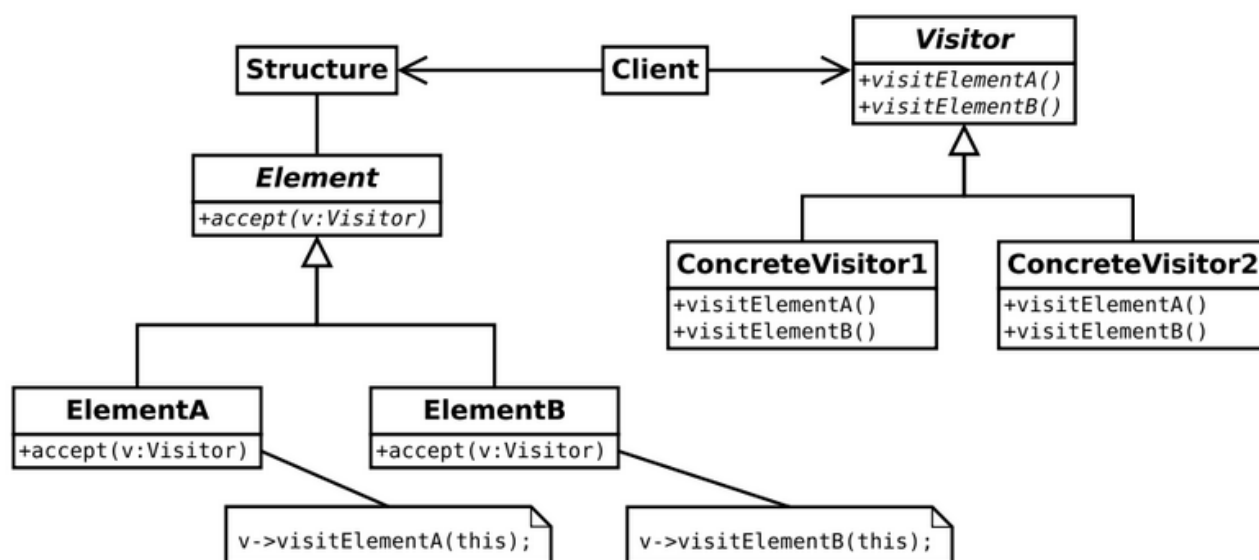 Structure
Client
Visitor
+visitElementA()
+visitElementB()
Element
+accept(v:Visitor)
ConcreteVisitor1
+visitElementA()
+visitElementB()
ConcreteVisitor2
+visitElementA()
+visitElementB()
ElementA
+accept(v:Visitor)
ElementB
+accept(v:Visitor)
v->visitElementA(this);
v->visitElementB(this);